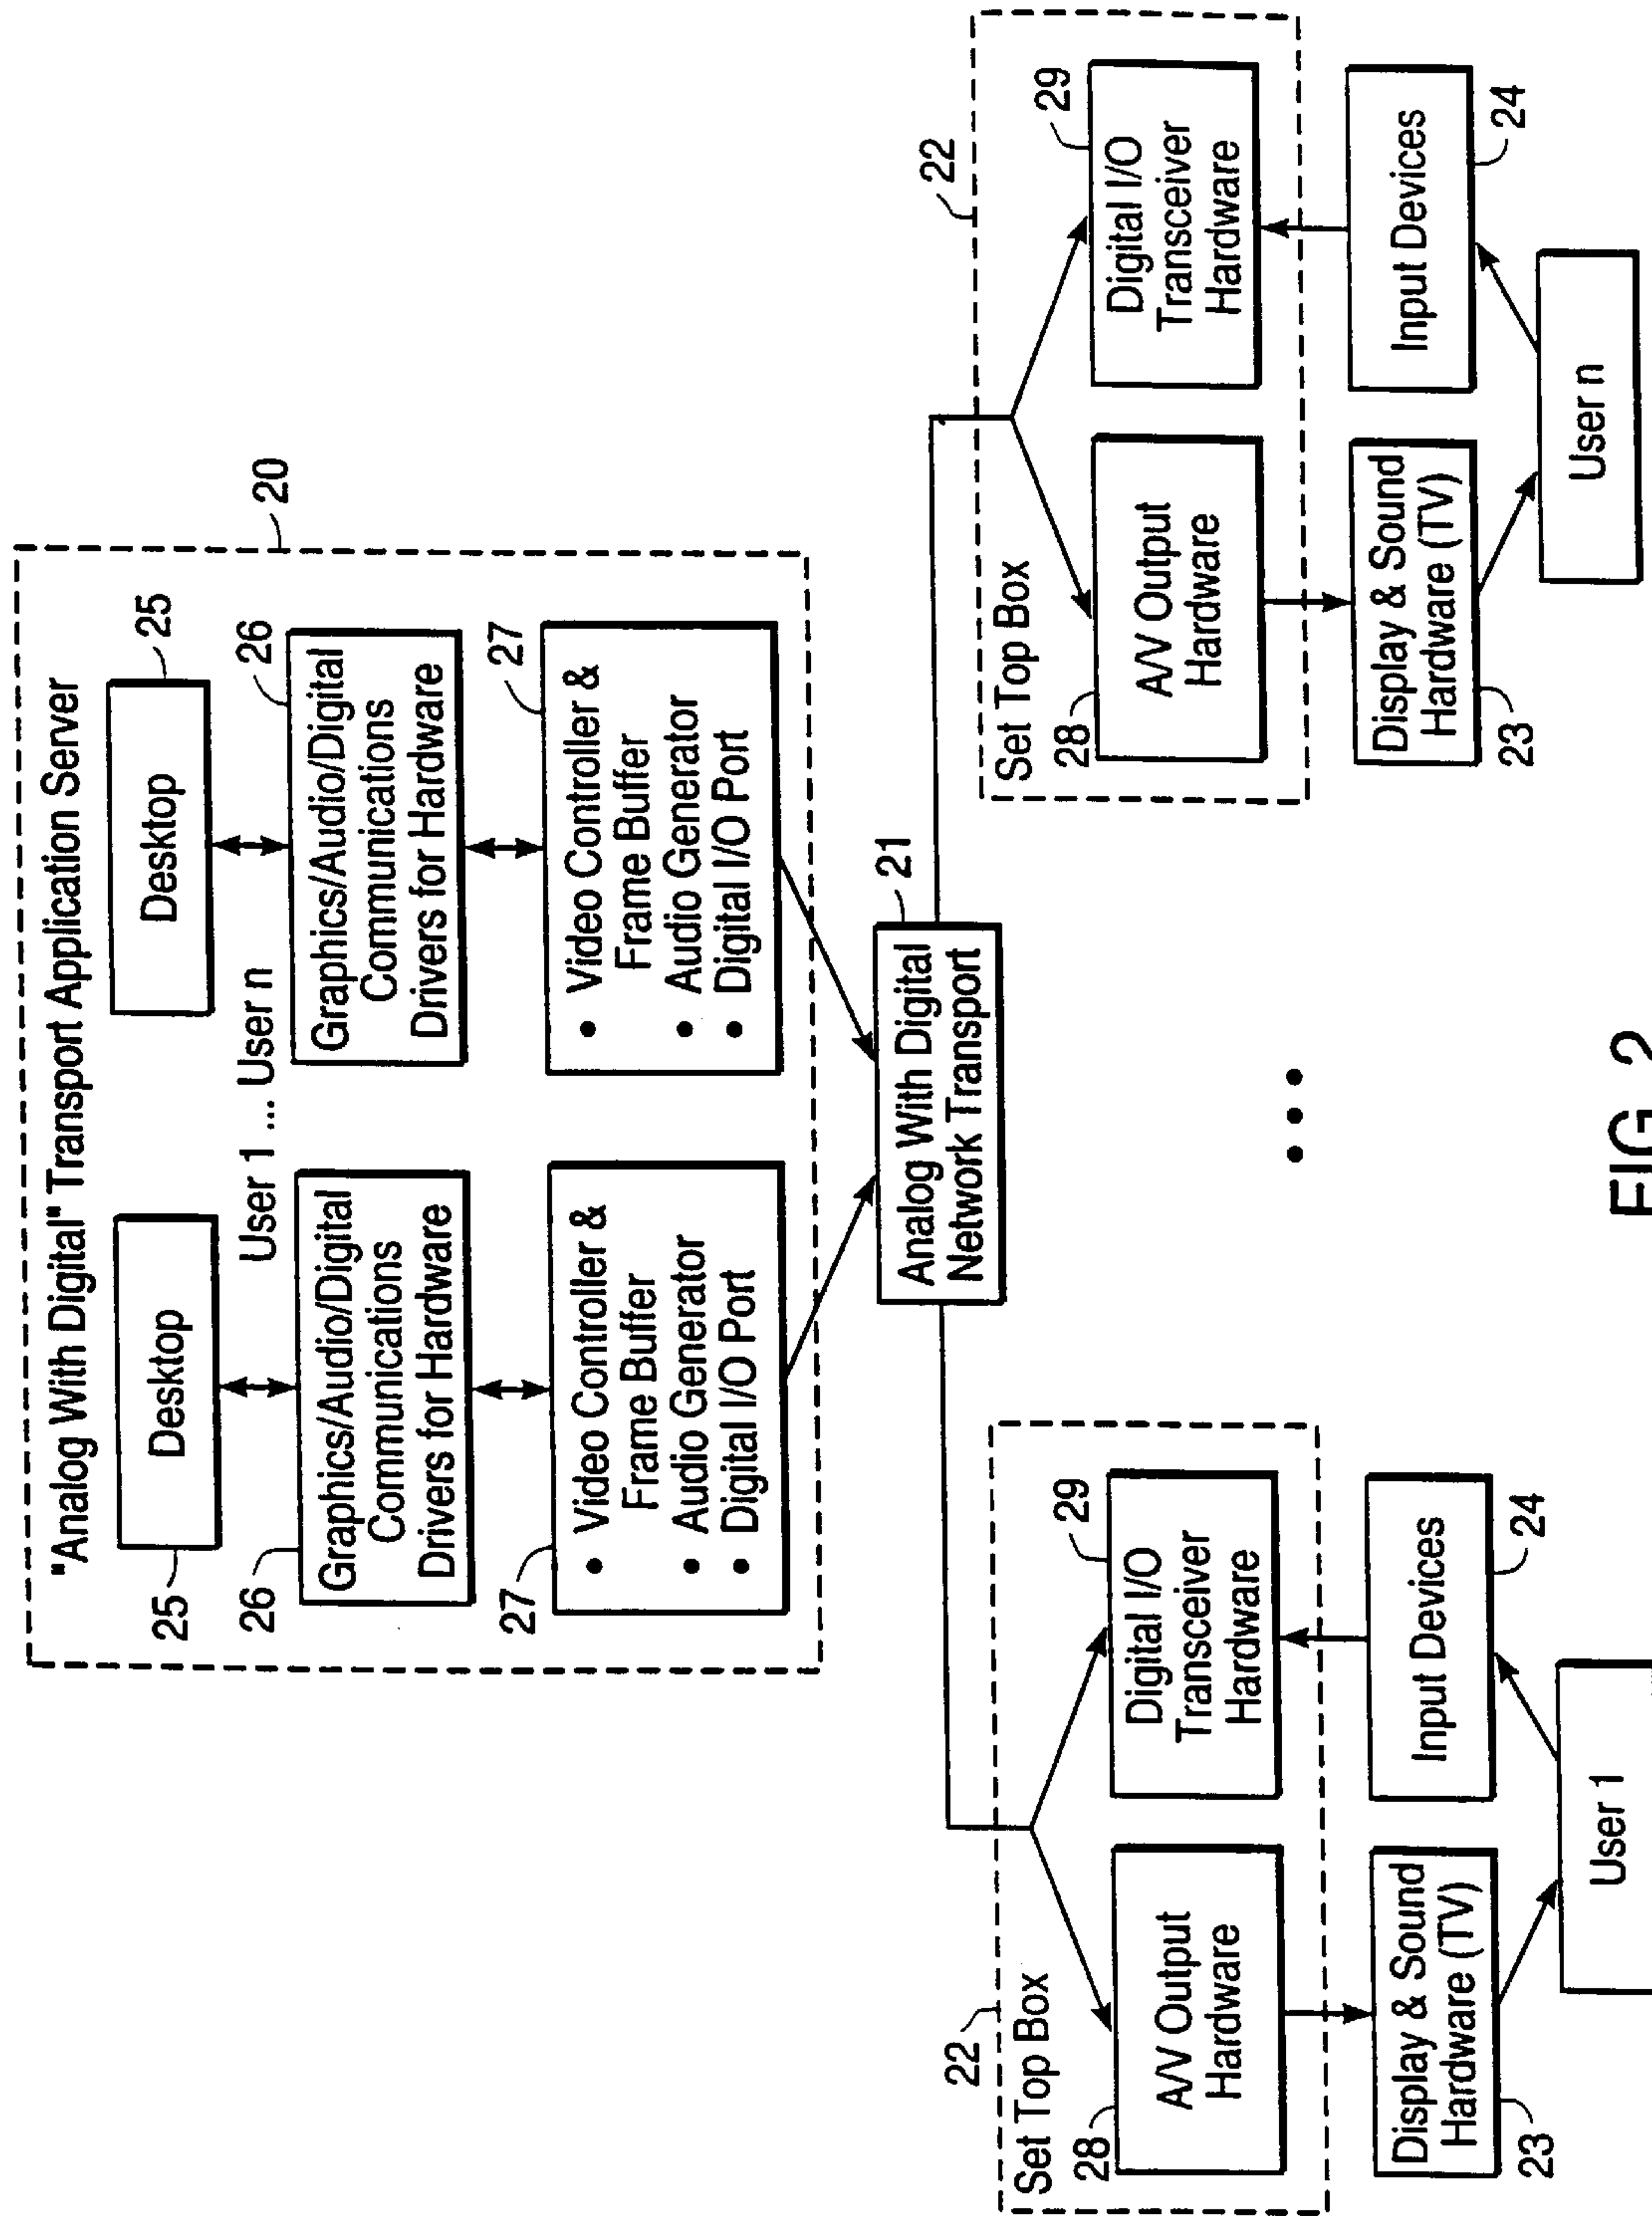 "Analog With Digital" Transport Application Server
20
Desktop
25
Desktop
25
User 1 ... User n
26
Graphics/Audio/Digital
Communications
Drivers for Hardware
26
Graphics/Audio/Digital
Communications
Drivers for Hardware
27
• Video Controller &
Frame Buffer
• Audio Generator
• Digital I/O Port
27
• Video Controller &
Frame Buffer
• Audio Generator
• Digital I/O Port
Analog With Digital
Network Transport
21
22
Set Top Box
28
A/V Output
Hardware
29
Digital I/O
Transceiver
Hardware
Display & Sound
Hardware (TV)
23
Input Devices
24
User 1
• • •
22
Set Top Box
28
A/V Output
Hardware
29
Digital I/O
Transceiver
Hardware
Display & Sound
Hardware (TV)
23
Input Devices
24
User n
FIG. 2